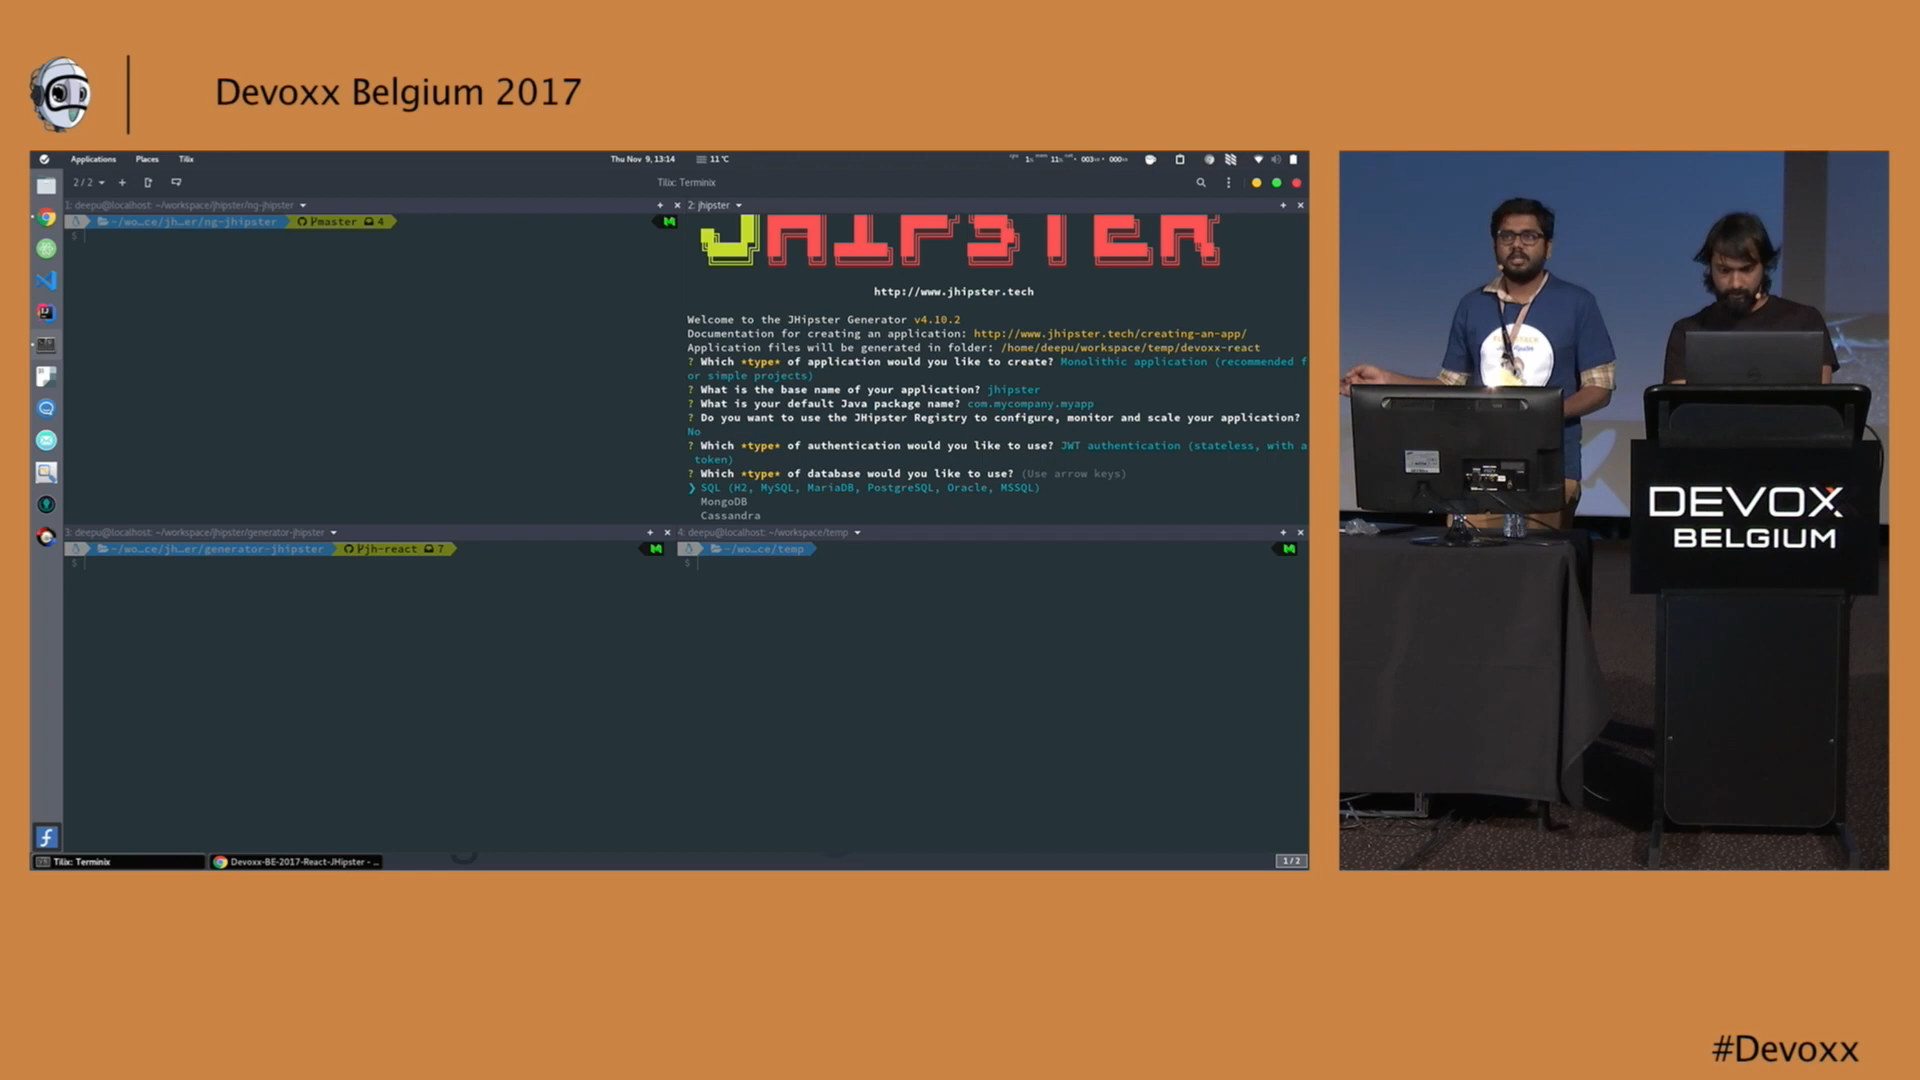 Devoxx Belgium 2017
Applications Places Tilix Thu Nov 9, 13:14 11 °C
2 / 2 Tilix: Terminix
1: deepu@localhost: ~/workspace/jhipster/ng-jhipster
2: jhipster
~/wo…ce/jh…er/ng-jhipster master 4
$
JHIPSTER
http://www.jhipster.tech
Welcome to the JHipster Generator v4.10.2
Documentation for creating an application: http://www.jhipster.tech/creating-an-app/
Application files will be generated in folder: /home/deepu/workspace/temp/devoxx-react
? Which *type* of application would you like to create? Monolithic application (recommended f
or simple projects)
? What is the base name of your application? jhipster
? What is your default Java package name? com.mycompany.myapp
? Do you want to use the JHipster Registry to configure, monitor and scale your application?
No
? Which *type* of authentication would you like to use? JWT authentication (stateless, with a
token)
? Which *type* of database would you like to use? (Use arrow keys)
❯ SQL (H2, MySQL, MariaDB, PostgreSQL, Oracle, MSSQL)
MongoDB
Cassandra
3: deepu@localhost: ~/workspace/jhipster/generator-jhipster
4: deepu@localhost: ~/workspace/temp
~/wo…ce/jh…er/generator-jhipster jh-react 7
~/wo…ce/temp
$
$
Tilix: Terminix
Devoxx-BE-2017-React-JHipster - …
1 / 2
DEVOXX
BELGIUM
#Devoxx